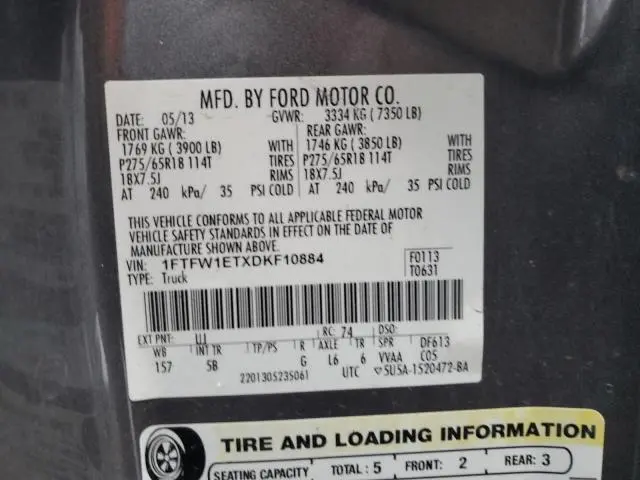 MFD. BY FORD MOTOR CO.
DATE: 05/13 GVWR: 3334 KG ( 7350 LB)
FRONT GAWR: REAR GAWR:
1769 KG ( 3900 LB) WITH 1746 KG ( 3850 LB) WITH
P275/65R18 114T TIRES P275/65R18 114T TIRES
18X7.5J RIMS 18X7.5J RIMS
AT 240 kPa/ 35 PSI COLD AT 240 kPa/ 35 PSI COLD
THIS VEHICLE CONFORMS TO ALL APPLICABLE FEDERAL MOTOR
VEHICLE SAFETY STANDARDS IN EFFECT ON THE DATE OF
MANUFACTURE SHOWN ABOVE.
VIN: 1FTFW1ETXDKF10884 F0113
TYPE: Truck T0631
EXT PNT: UJ RC: 74 DSO:
WB INT TR TP/PS R AXLE TR SPR DF613
157 5B G L6 6 VVAA C05
2201305235061 UTC 5U5A-1520472-BA
TIRE AND LOADING INFORMATION
SEATING CAPACITY TOTAL: 5 FRONT: 2 REAR: 3